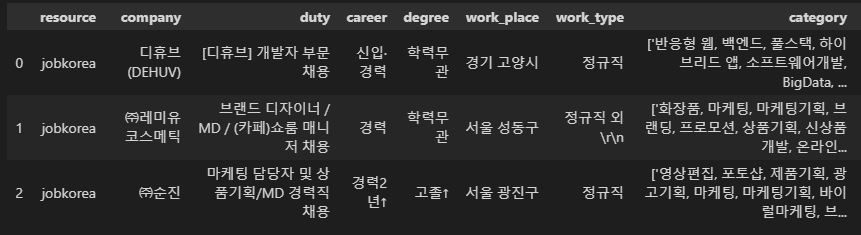 resource company duty career degree work_place work_type category
0 jobkorea 디휴브(DEHUV) [디휴브] 개발자 부문 채용 신입·경력 학력무관 경기 고양시 정규직 ['반응형 웹, 백엔드, 풀스택, 하이브리드 앱, 소프트웨어개발, BigData, ...
1 jobkorea ㈜레미유코스메틱 브랜드 디자이너 / MD / (카페)쇼룸 매니저 채용 경력 학력무관 서울 성동구 정규직 외\r\n ['화장품, 마케팅, 마케팅기획, 브랜딩, 프로모션, 상품기획, 신상품개발, 온라인...
2 jobkorea ㈜순진 마케팅 담당자 및 상품기획/MD 경력직 채용 경력2년↑ 고졸↑ 서울 광진구 정규직 ['영상편집, 포토샵, 제품기획, 광고기획, 마케팅, 마케팅기획, 바이럴마케팅, 브...